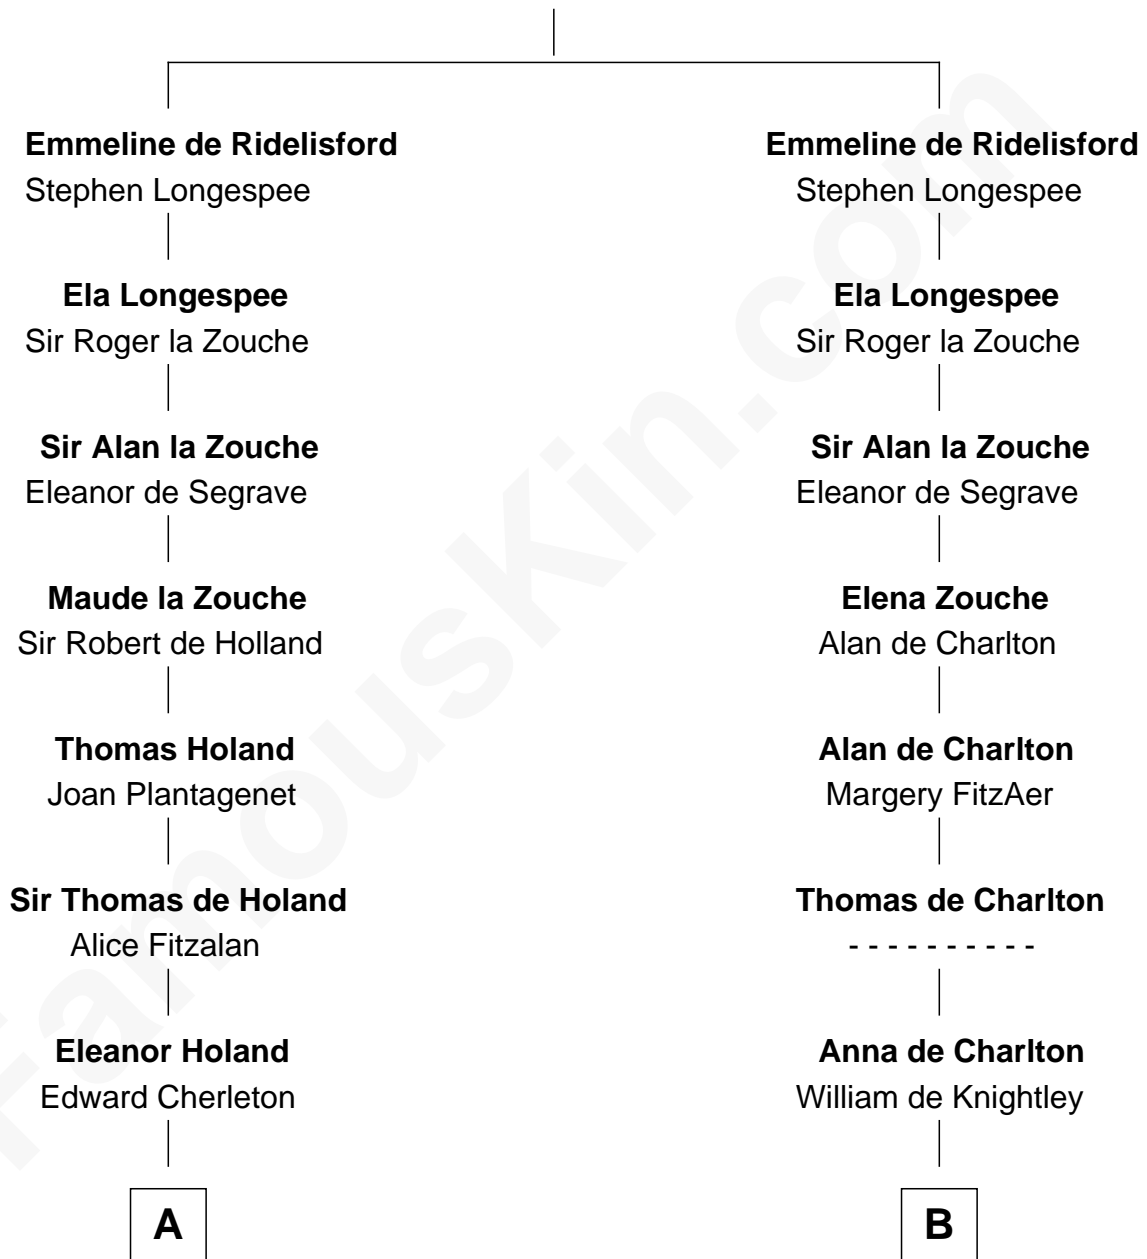 Emmeline de Ridelisford
Stephen Longespee
Ela Longespee
Sir Roger la Zouche
Sir Alan la Zouche
Eleanor de Segrave
Maude la Zouche
Sir Robert de Holland
Thomas Holand
Joan Plantagenet
Sir Thomas de Holand
Alice Fitzalan
Eleanor Holand
Edward Cherleton
A
Emmeline de Ridelisford
Stephen Longespee
Ela Longespee
Sir Roger la Zouche
Sir Alan la Zouche
Eleanor de Segrave
Elena Zouche
Alan de Charlton
Alan de Charlton
Margery FitzAer
Thomas de Charlton
- - - - - - - - - -
Anna de Charlton
William de Knightley
B
FamousKin.com